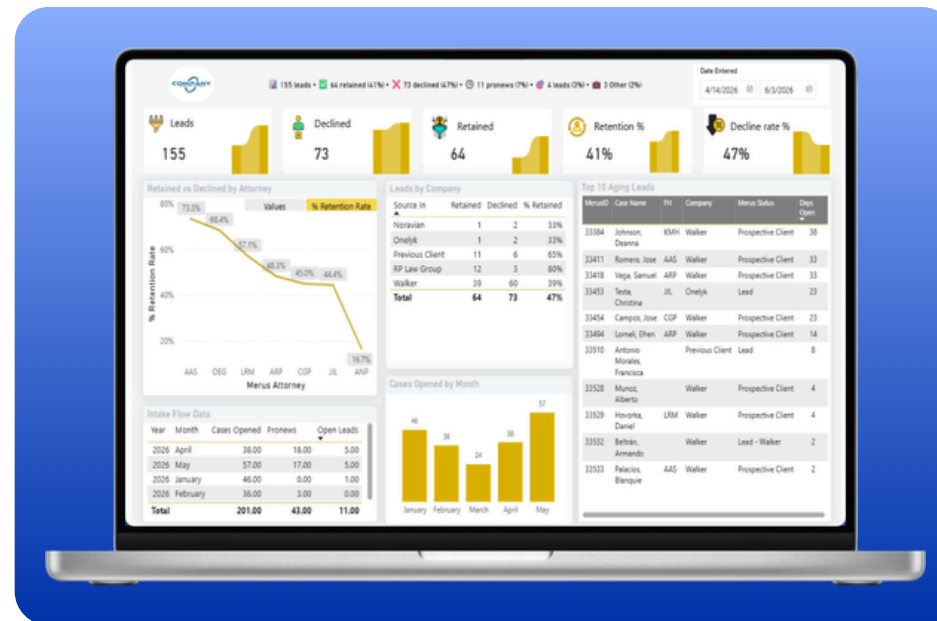 COMPANY
155 leads • 64 retained (41%) • 73 declined (47%) • 11 pronews (7%) • 4 leads (3%) • 3 Other (2%)
Date Entered
4/14/2026 6/3/2026
Leads
155
Declined
73
Retained
64
Retention %
41%
Decline rate %
47%
Retained vs Declined by Attorney
Values % Retention Rate
% Retention Rate
80%
60%
40%
20%
73.3%
68.4%
57.1%
48.3%
45.0%
44.4%
16.7%
AAS OEG LRM ARP CGP JIL ANP
Merus Attorney
Leads by Company
Source In Retained Declined % Retained
Noravian 1 2 33%
Onelyk 1 2 33%
Previous Client 11 6 65%
RP Law Group 12 3 80%
Walker 39 60 39%
Total 64 73 47%
Top 10 Aging Leads
MerusID Case Name FH Company Merus Status Days
Open
33384 Johnson, KMH Walker Prospective Client 38
Deanna
33411 Romero, Jose AAS Walker Prospective Client 33
33418 Vega, Samuel ARP Walker Prospective Client 33
33453 Testa, JIL Onelyk Lead 23
Christina
33454 Campos, Jose CGP Walker Prospective Client 23
33494 Lomeli, Efren ARP Walker Prospective Client 14
33510 Antonio Previous Client Lead 8
Morales,
Francisca
33528 Munoz, Walker Prospective Client 4
Alberto
33529 Hovorka, LRM Walker Prospective Client 4
Daniel
33532 Beltrán, Walker Lead - Walker 2
Armando
33533 Palacios, AAS Walker Prospective Client 2
Blanquie
Intake Flow Data
Year Month Cases Opened Pronews Open Leads
2026 April 38.00 18.00 5.00
2026 May 57.00 17.00 5.00
2026 January 46.00 0.00 1.00
2026 February 36.00 3.00 0.00
Total 201.00 43.00 11.00
Cases Opened by Month
46
36
24
38
57
January February March April May